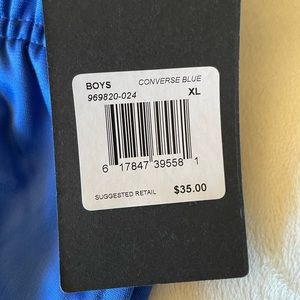 BOYS CONVERSE BLUE
969820-024 XL
6 17847 39558 1
SUGGESTED RETAIL $35.00